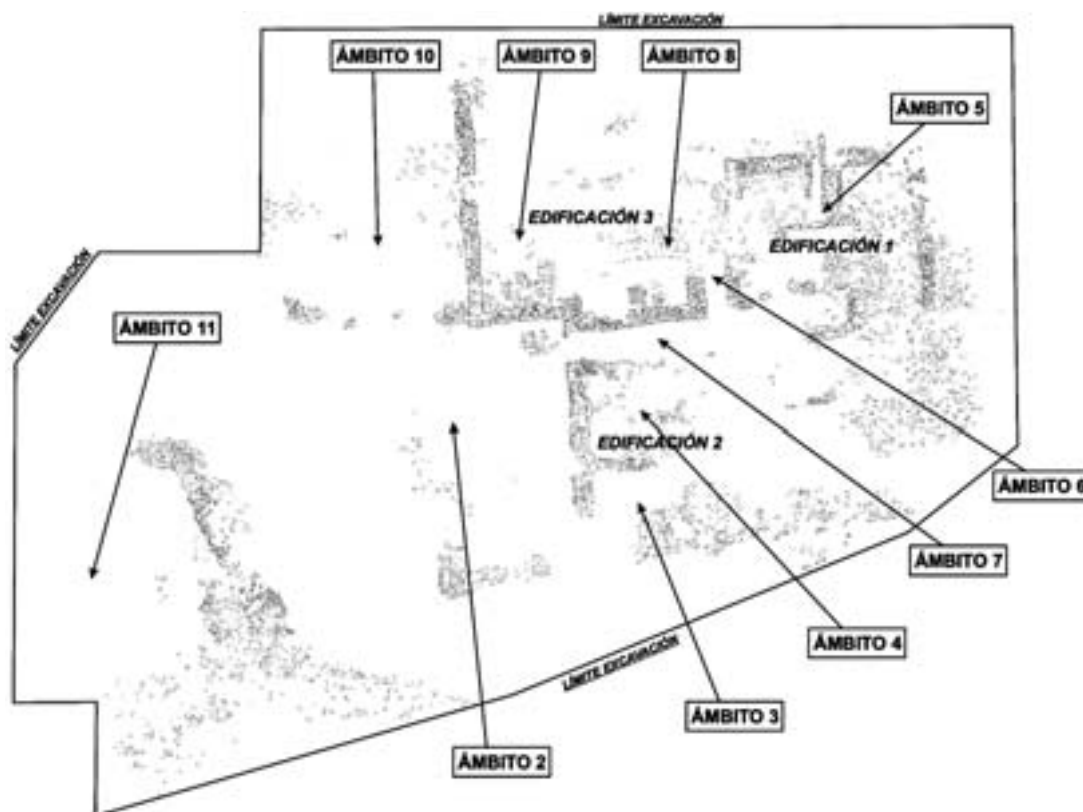 LÍMITE EXCAVACIÓN
ÁMBITO 10
ÁMBITO 9
ÁMBITO 8
ÁMBITO 5
EDIFICACIÓN 3
EDIFICACIÓN 1
LÍMITE EXCAVACIÓN
ÁMBITO 11
EDIFICACIÓN 2
ÁMBITO 6
ÁMBITO 7
ÁMBITO 4
LÍMITE EXCAVACIÓN
ÁMBITO 3
ÁMBITO 2